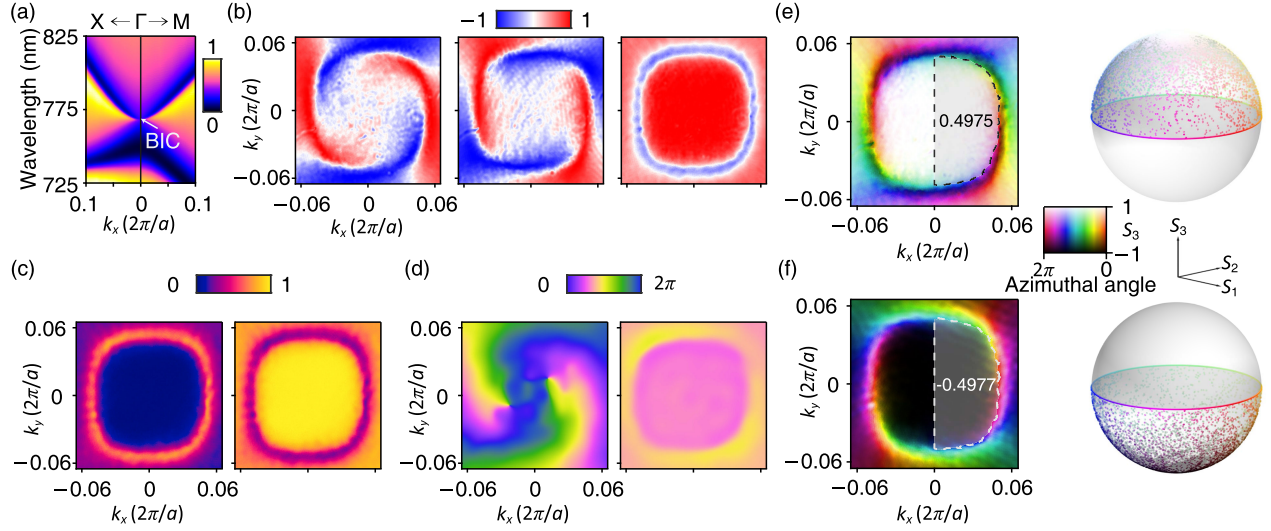 (a)
X ← Γ → M
Wavelength (nm)
825
775
725
BIC
1
0
0.1
0
0.1
kx (2π/a)
(b)
−1
1
ky (2π/a)
0.06
0
−0.06
−0.06
0
0.06
kx (2π/a)
(c)
0
1
ky (2π/a)
0.06
0
−0.06
−0.06
0
0.06
kx (2π/a)
(d)
0
2π
ky (2π/a)
0.06
0
−0.06
−0.06
0
0.06
kx (2π/a)
(e)
ky (2π/a)
0.06
0
−0.06
0.4975
−0.06
0
0.06
kx (2π/a)
1
S3
−1
2π
0
Azimuthal angle
S3
S2
S1
(f)
ky (2π/a)
0.06
0
−0.06
-0.4977
−0.06
0
0.06
kx (2π/a)